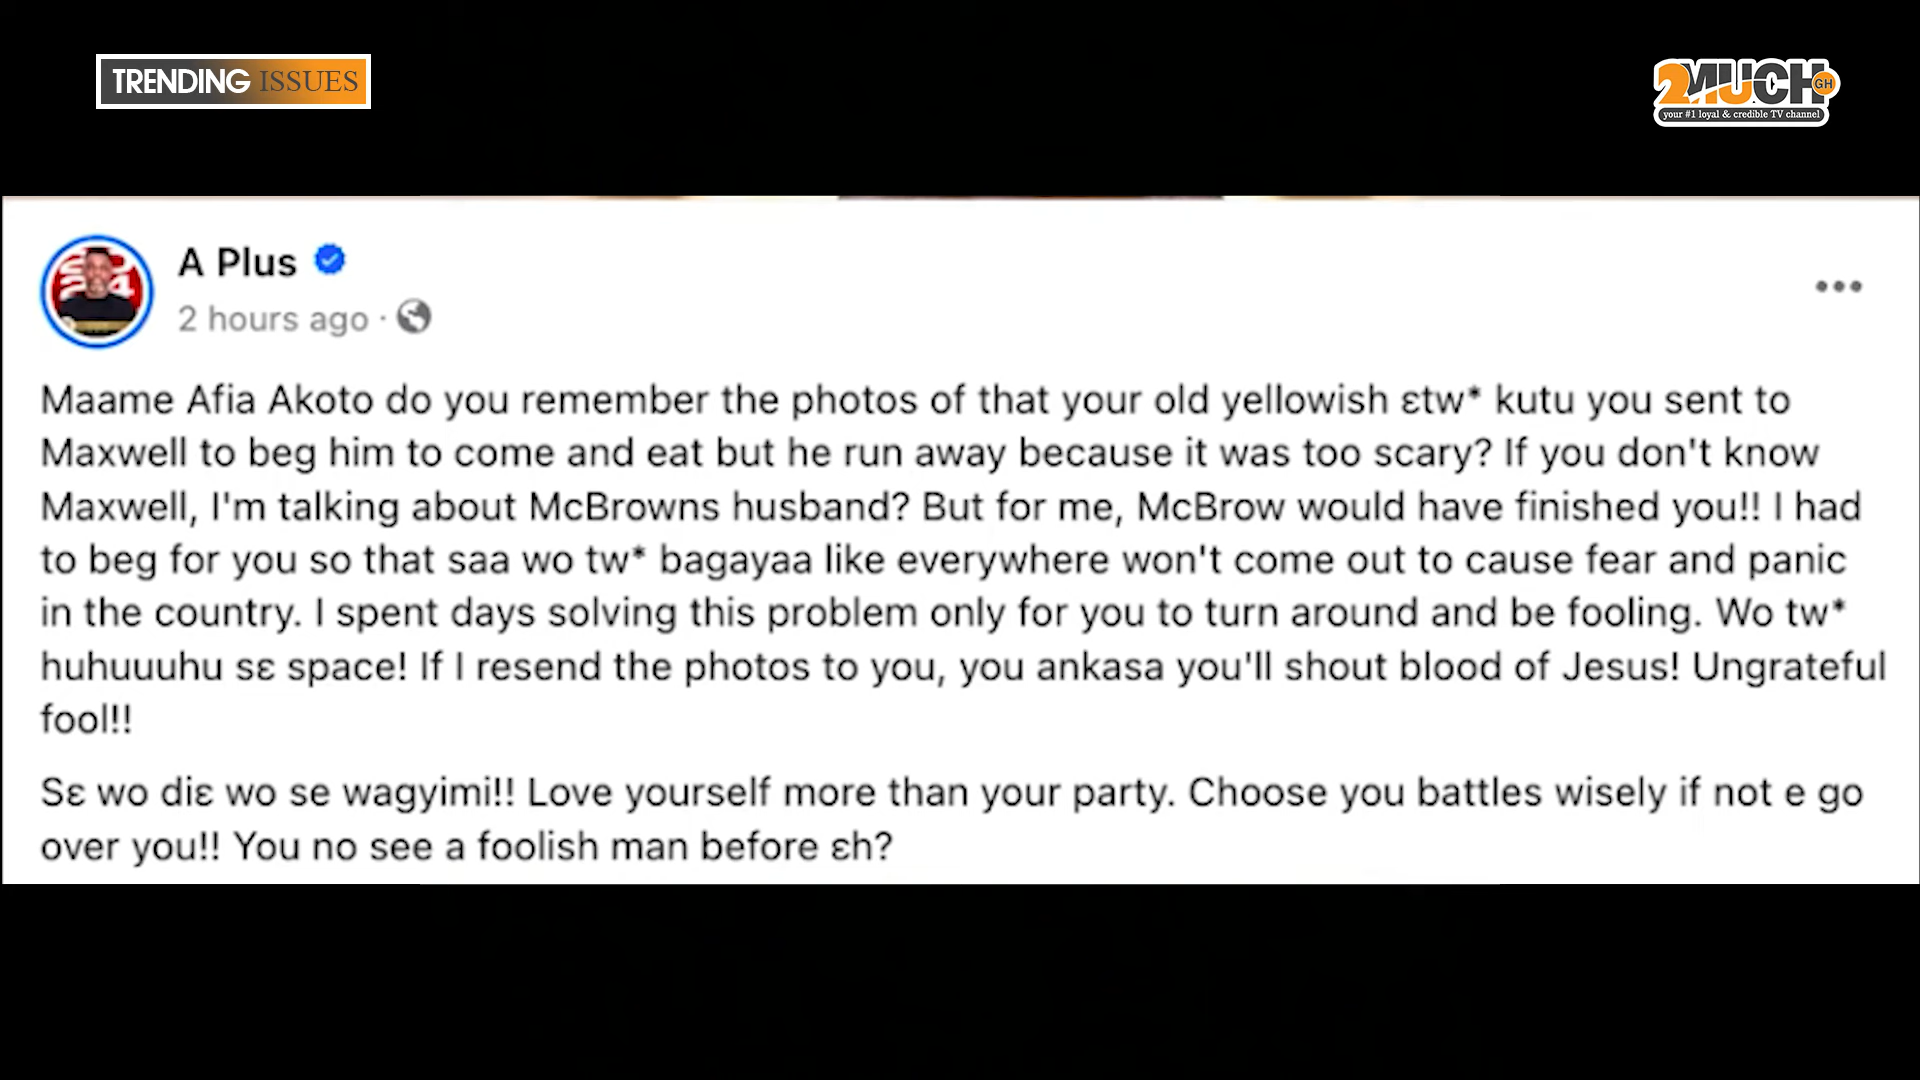 TRENDING ISSUES
2MUCH GH
your #1 loyal & credible TV channel
A Plus
2 hours ago ·
Maame Afia Akoto do you remember the photos of that your old yellowish ɛtw* kutu you sent to
Maxwell to beg him to come and eat but he run away because it was too scary? If you don't know
Maxwell, I'm talking about McBrowns husband? But for me, McBrow would have finished you!! I had
to beg for you so that saa wo tw* bagayaa like everywhere won't come out to cause fear and panic
in the country. I spent days solving this problem only for you to turn around and be fooling. Wo tw*
huhuuuhu sɛ space! If I resend the photos to you, you ankasa you'll shout blood of Jesus! Ungrateful
fool!!
Sɛ wo diɛ wo se wagyimi!! Love yourself more than your party. Choose you battles wisely if not e go
over you!! You no see a foolish man before ɛh?